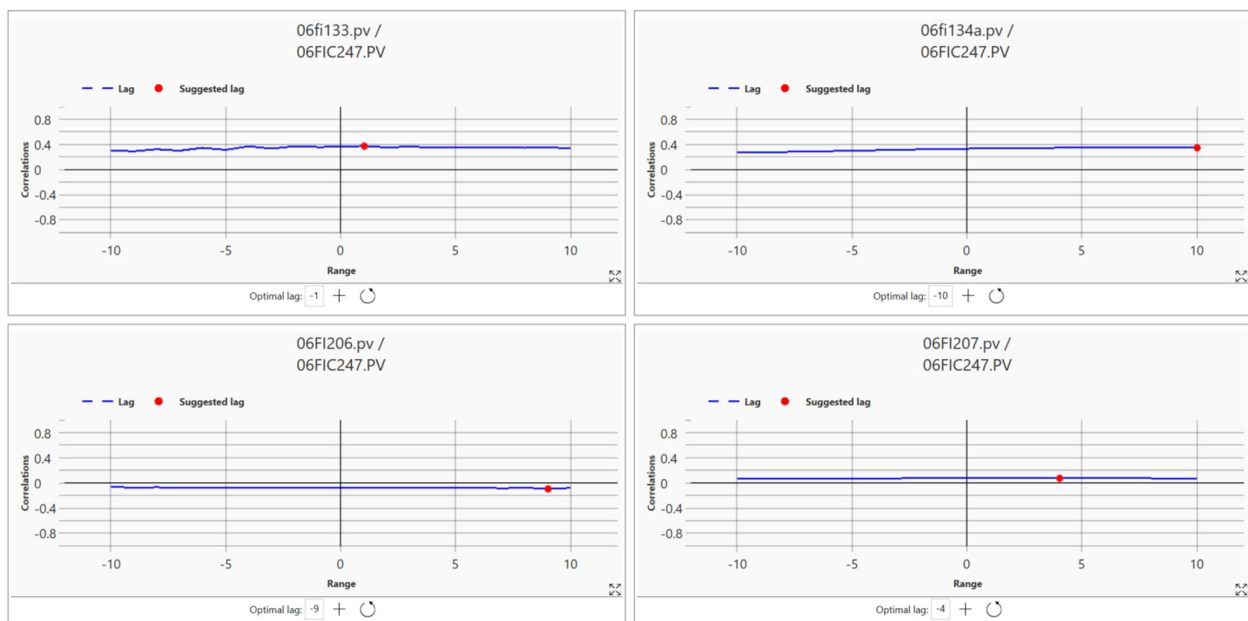 06fi133.pv /
06FIC247.PV
Lag
Suggested lag
0.8
0.4
0
-0.4
-0.8
Correlations
-10 -5 0 5 10
Range
Optimal lag: -1 +
06fi134a.pv /
06FIC247.PV
Lag
Suggested lag
0.8
0.4
0
-0.4
-0.8
Correlations
-10 -5 0 5 10
Range
Optimal lag: -10 +
06FI206.pv /
06FIC247.PV
Lag
Suggested lag
0.8
0.4
0
-0.4
-0.8
Correlations
-10 -5 0 5 10
Range
Optimal lag: -9 +
06FI207.pv /
06FIC247.PV
Lag
Suggested lag
0.8
0.4
0
-0.4
-0.8
Correlations
-10 -5 0 5 10
Range
Optimal lag: -4 +